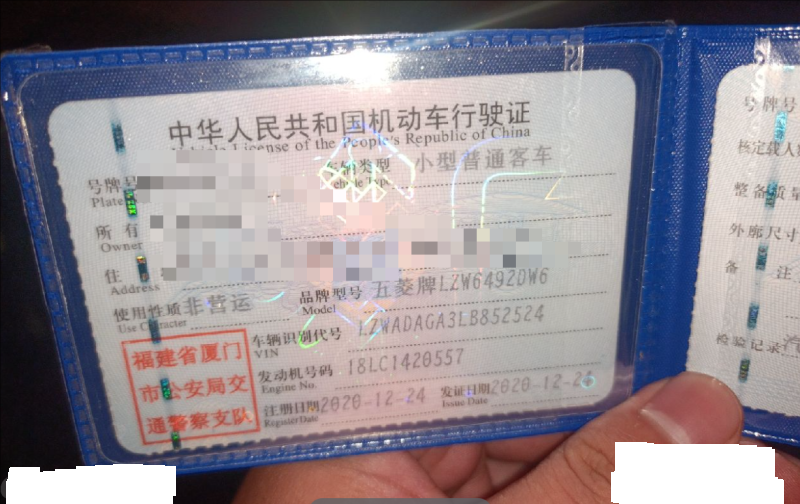 中华人民共和国机动车行驶证
Vehicle License of the People's Republic of China
号牌号
Plate
车辆类型 小型普通客车
Vehicle Type
所有
Owner
住
Address
使用性质 非营运
Use Character
品牌型号 五菱牌LZW6492DW6
Model
车辆识别代号 LZWADAGA3LB852524
VIN
发动机号码 18LC1420557
Engine No.
注册日期 2020-12-24
Register Date
发证日期 2020-12-24
Issue Date
福建省厦门
市公安局交
通警察支队
号牌号
核定载人
整备质量
外廓尺寸
备注
检验记录